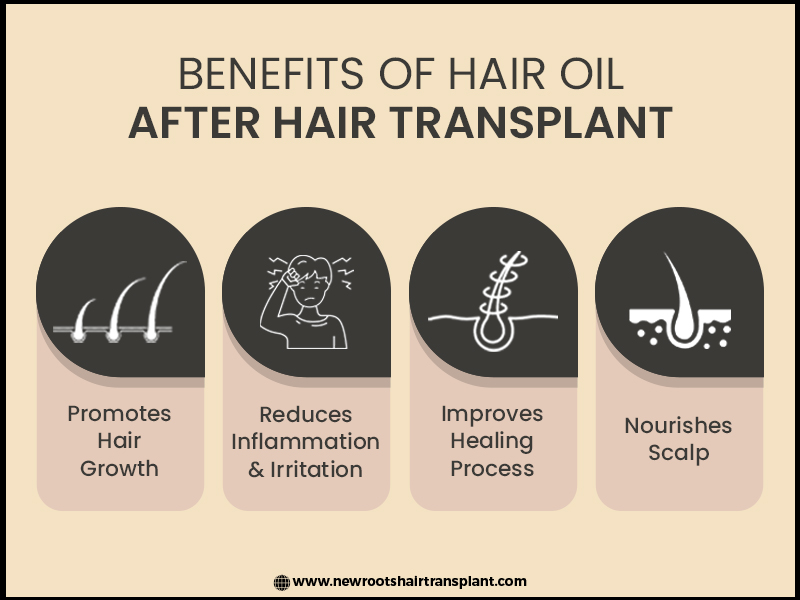 BENEFITS OF HAIR OIL
AFTER HAIR TRANSPLANT
Promotes
Hair
Growth
Reduces
Inflammation
& Irritation
Improves
Healing
Process
Nourishes
Scalp
www.newrootshairtransplant.com